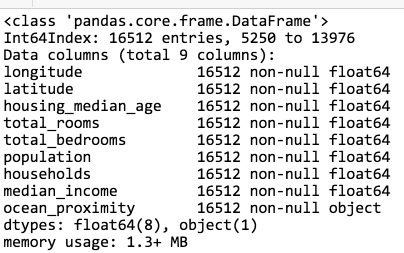 <class 'pandas.core.frame.DataFrame'>
Int64Index: 16512 entries, 5250 to 13976
Data columns (total 9 columns):
longitude             16512 non-null float64
latitude              16512 non-null float64
housing_median_age    16512 non-null float64
total_rooms           16512 non-null float64
total_bedrooms        16512 non-null float64
population            16512 non-null float64
households            16512 non-null float64
median_income         16512 non-null float64
ocean_proximity       16512 non-null object
dtypes: float64(8), object(1)
memory usage: 1.3+ MB